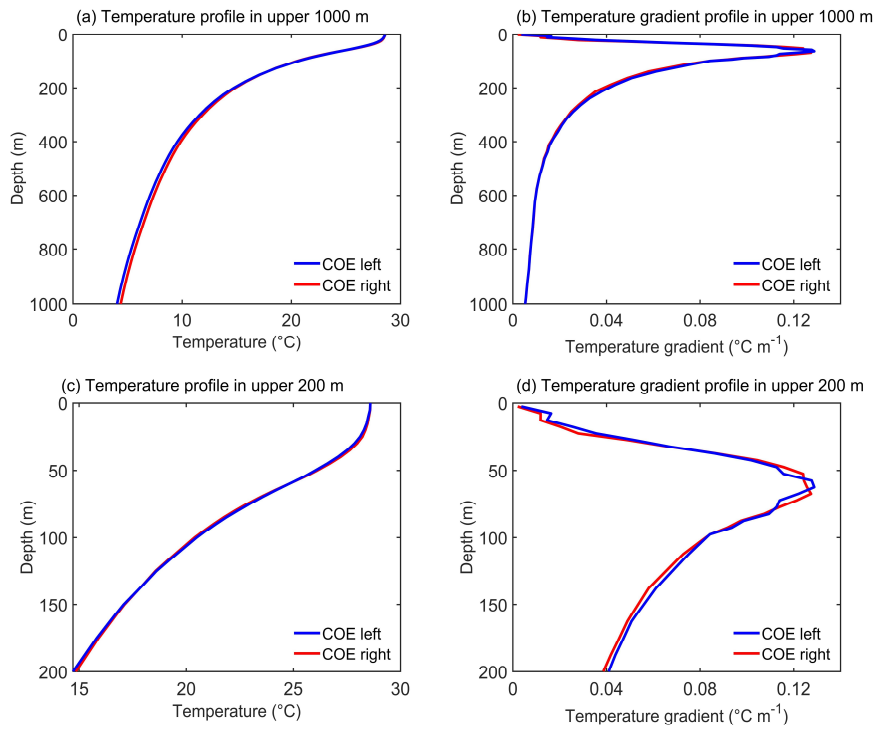 (a) Temperature profile in upper 1000 m
0
200
400
600
800
1000
Depth (m)
COE left
COE right
0 10 20 30
Temperature (°C)
(b) Temperature gradient profile in upper 1000 m
0
200
400
600
800
1000
Depth (m)
COE left
COE right
0 0.04 0.08 0.12
Temperature gradient (°C m-1)
(c) Temperature profile in upper 200 m
0
50
100
150
200
Depth (m)
COE left
COE right
15 20 25 30
Temperature (°C)
(d) Temperature gradient profile in upper 200 m
0
50
100
150
200
Depth (m)
COE left
COE right
0 0.04 0.08 0.12
Temperature gradient (°C m-1)